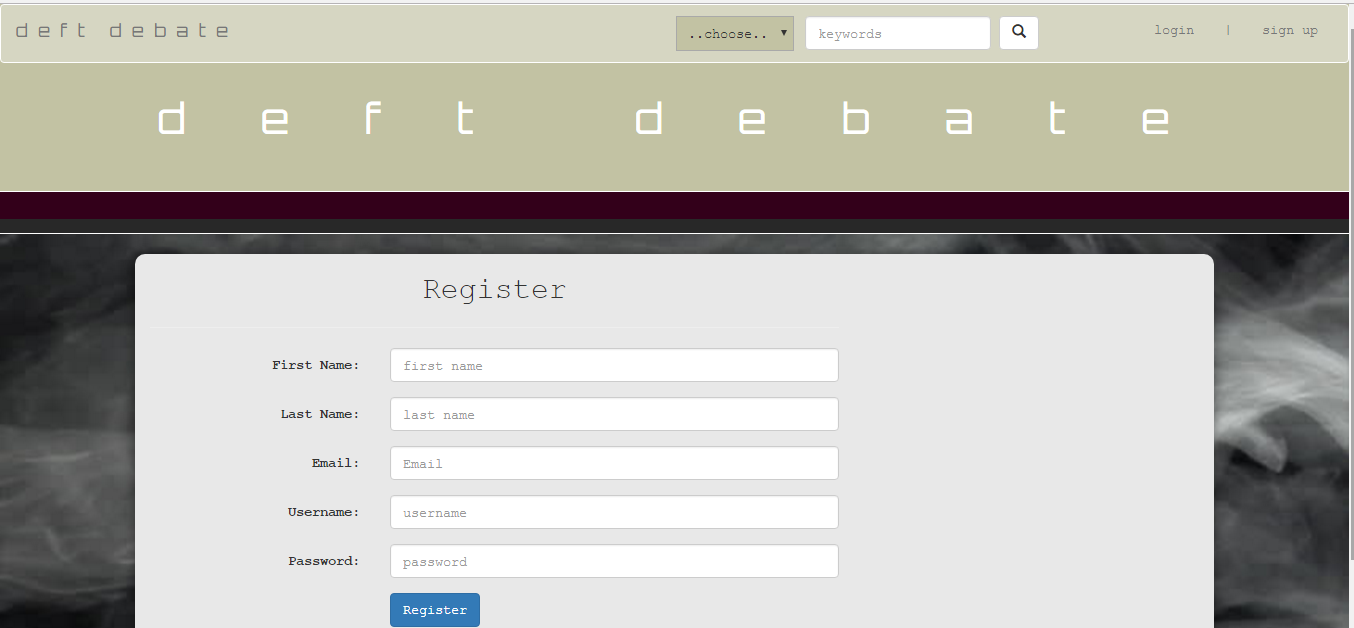 deft debate ..choose.. keywords login | sign up
deft debate
Register
First Name: first name
Last Name: last name
Email: Email
Username: username
Password: password
Register